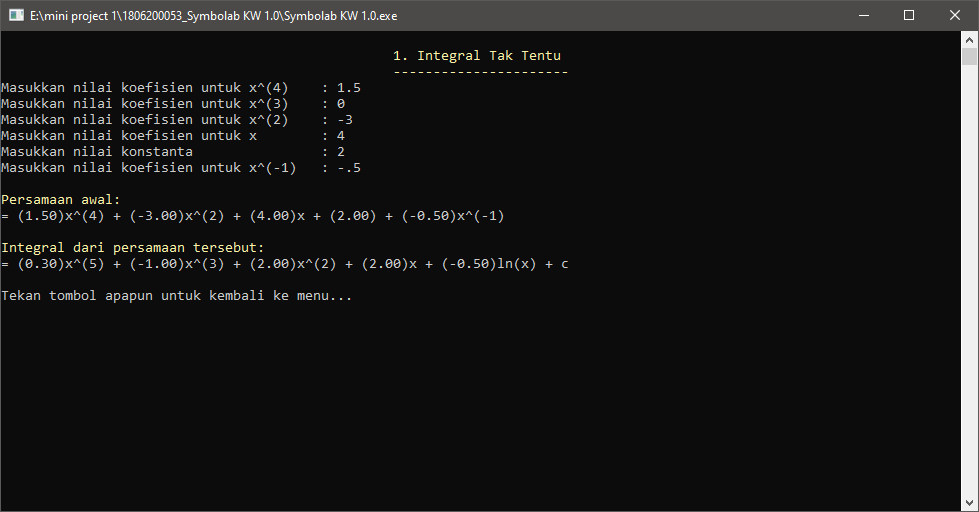 E:\mini project 1\1806200053_Symbolab KW 1.0\Symbolab KW 1.0.exe
1. Integral Tak Tentu
----------------------
Masukkan nilai koefisien untuk x^(4) : 1.5
Masukkan nilai koefisien untuk x^(3) : 0
Masukkan nilai koefisien untuk x^(2) : -3
Masukkan nilai koefisien untuk x : 4
Masukkan nilai konstanta : 2
Masukkan nilai koefisien untuk x^(-1) : -.5
Persamaan awal:
= (1.50)x^(4) + (-3.00)x^(2) + (4.00)x + (2.00) + (-0.50)x^(-1)
Integral dari persamaan tersebut:
= (0.30)x^(5) + (-1.00)x^(3) + (2.00)x^(2) + (2.00)x + (-0.50)ln(x) + c
Tekan tombol apapun untuk kembali ke menu...